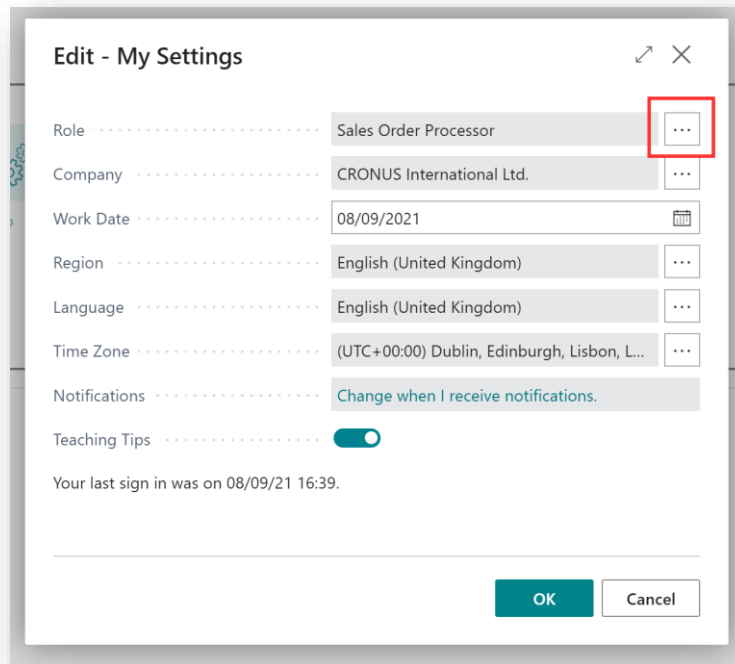 Edit - My Settings
Role Sales Order Processor ...
Company CRONUS International Ltd. ...
Work Date 08/09/2021
Region English (United Kingdom) ...
Language English (United Kingdom) ...
Time Zone (UTC+00:00) Dublin, Edinburgh, Lisbon, L... ...
Notifications Change when I receive notifications.
Teaching Tips
Your last sign in was on 08/09/21 16:39.
OK Cancel